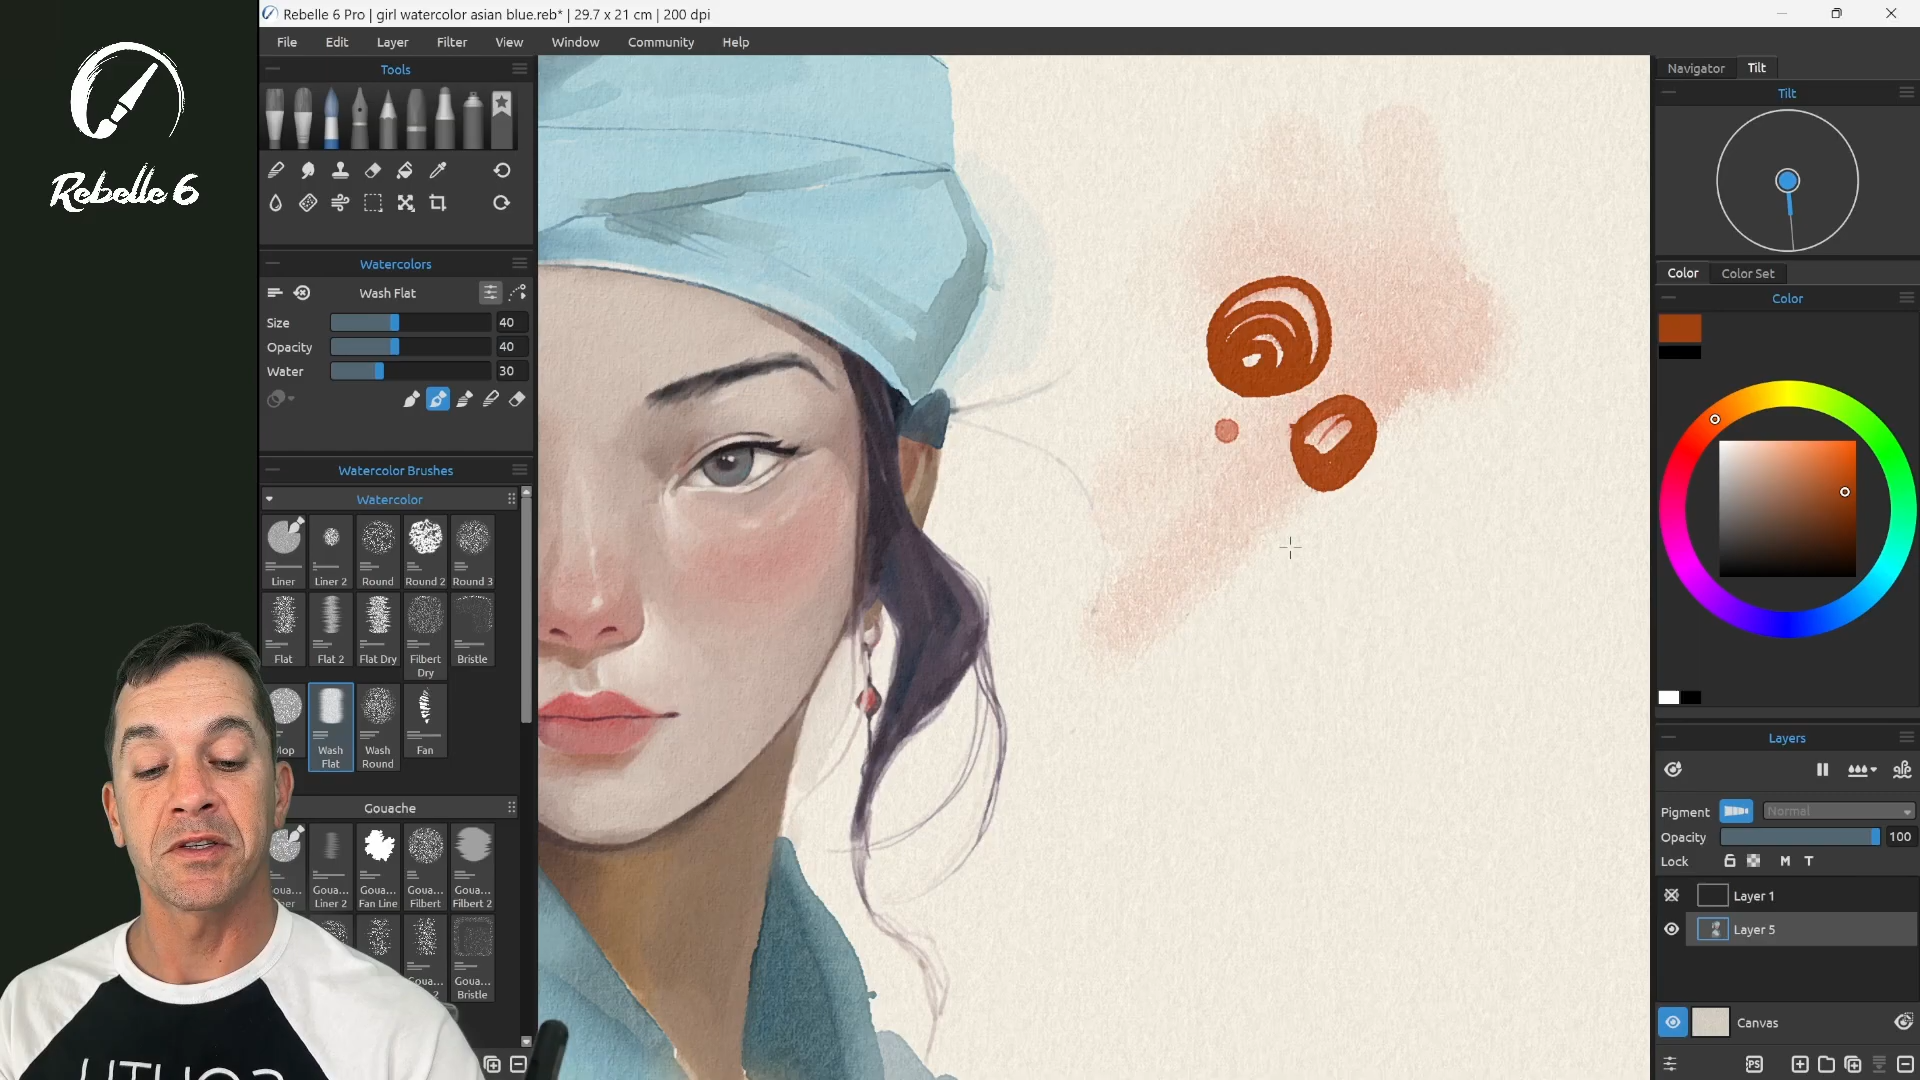 Rebelle 6 Pro | girl watercolor asian blue.reb* | 29.7 x 21 cm | 200 dpi
File Edit Layer Filter View Window Community Help
Rebelle 6
Tools
Watercolors
Wash Flat
Size 40
Opacity 40
Water 30
Watercolor Brushes
Watercolor
Liner Liner 2 Round Round 2 Round 3
Flat Flat 2 Flat Dry Filbert Dry Bristle
Wash Flat Wash Round Fan
Gouache
Goua... Liner 2 Goua... Fan Line Goua... Filbert Goua... Filbert 2
Goua... Bristle
Navigator Tilt
Tilt
Color Color Set
Color
Layers
Pigment Normal
Opacity 100
Lock M T
Layer 1
Layer 5
Canvas
PS